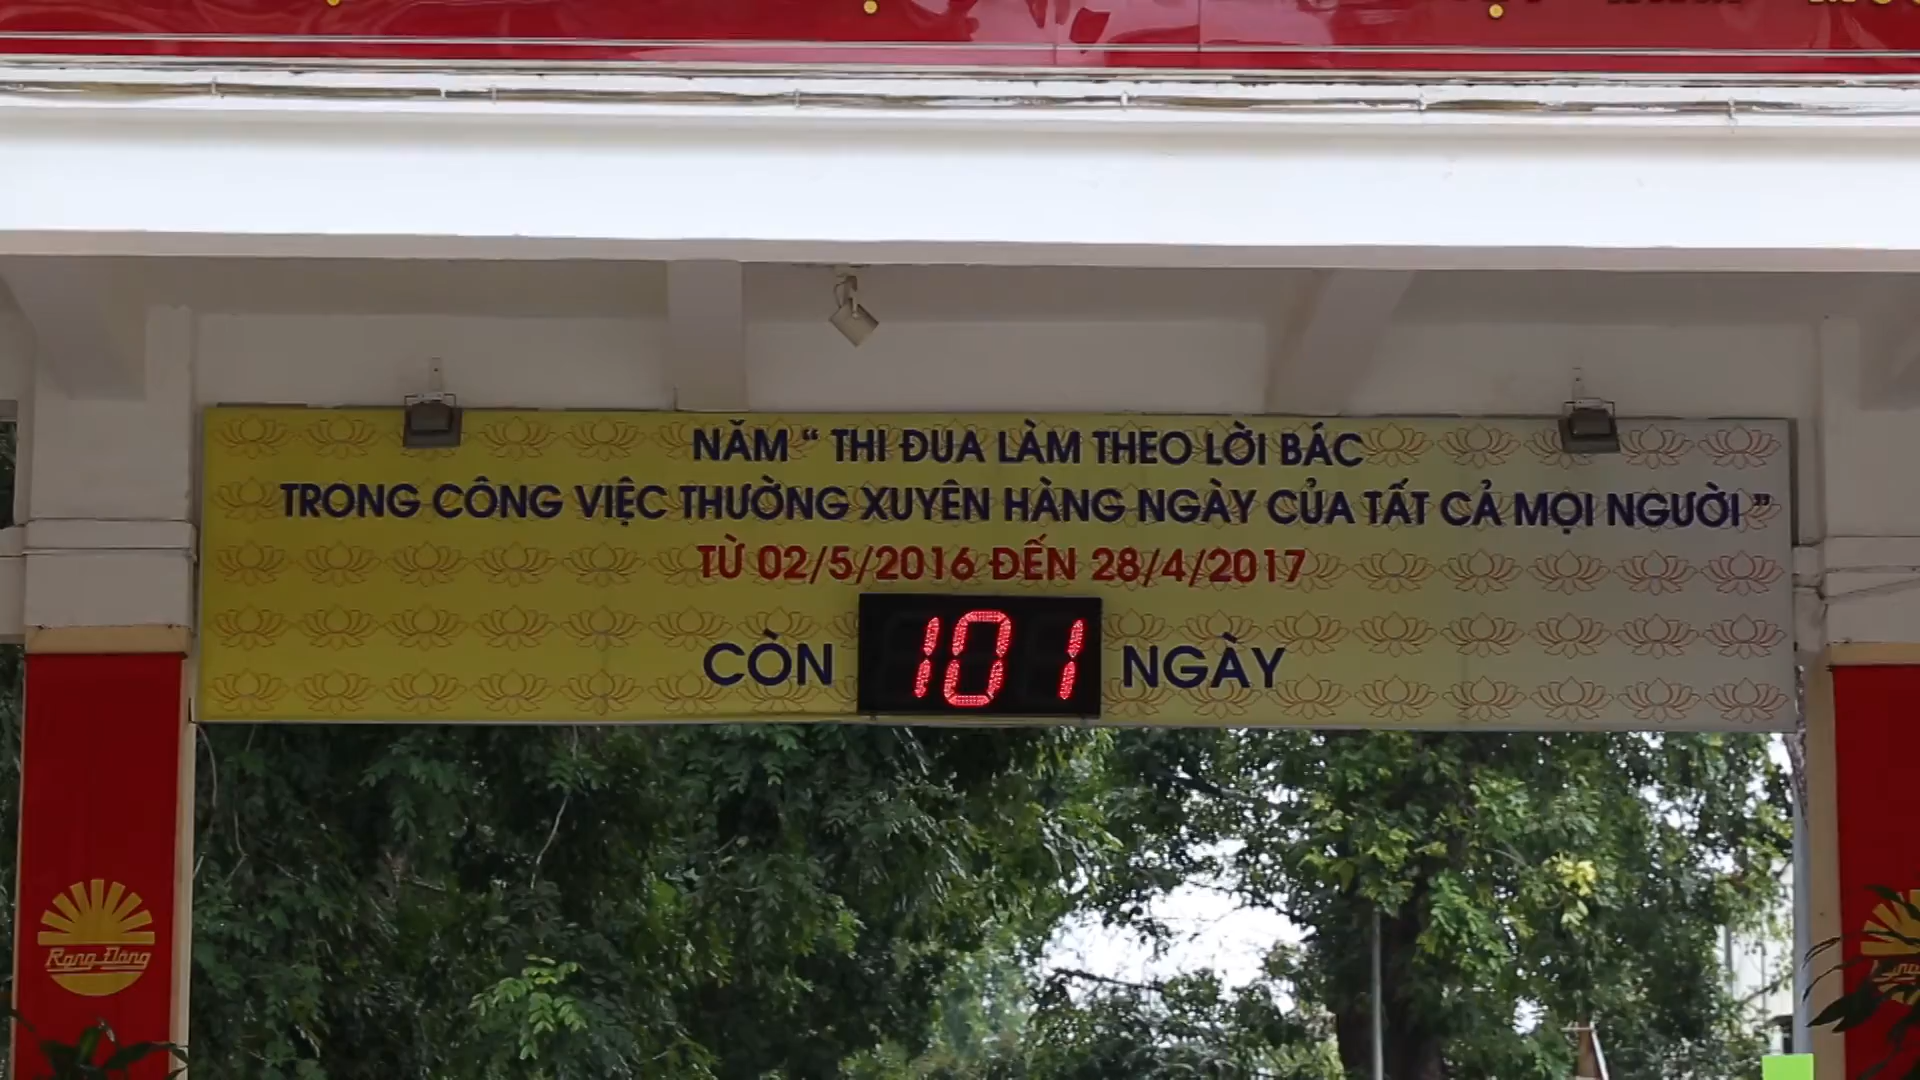 NĂM “ THI ĐUA LÀM THEO LỜI BÁC
TRONG CÔNG VIỆC THƯỜNG XUYÊN HÀNG NGÀY CỦA TẤT CẢ MỌI NGƯỜI ”
TỪ 02/5/2016 ĐẾN 28/4/2017
CÒN 101 NGÀY
Rạng Đông